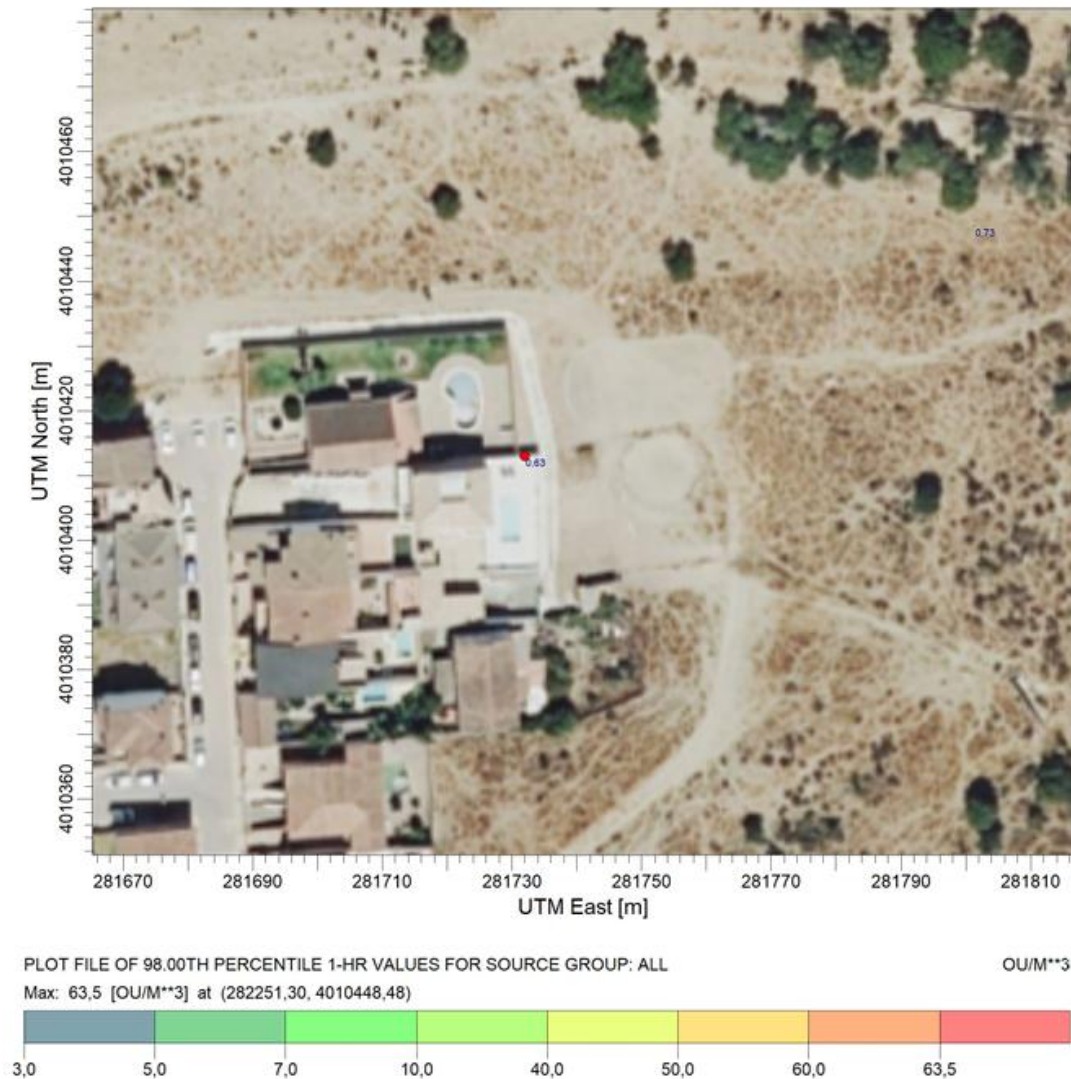 UTM North [m]
4010460
4010440
4010420
4010400
4010380
4010360
0,73
0,63
281670 281690 281710 281730 281750 281770 281790 281810
UTM East [m]
PLOT FILE OF 98.00TH PERCENTILE 1-HR VALUES FOR SOURCE GROUP: ALL OU/M**3
Max: 63,5 [OU/M**3] at (282251,30, 4010448,48)
3,0 5,0 7,0 10,0 40,0 50,0 60,0 63,5